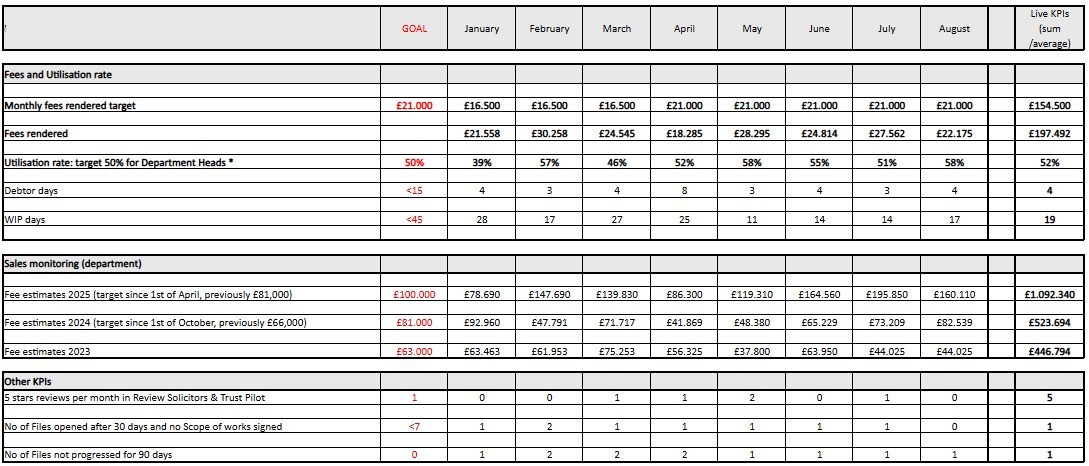 GOAL January February March April May June July August Live KPIs (sum /average)
Fees and Utilisation rate
Monthly fees rendered target £21.000 £16.500 £16.500 £16.500 £21.000 £21.000 £21.000 £21.000 £21.000 £154.500
Fees rendered £21.558 £30.258 £24.545 £18.285 £28.295 £24.814 £27.562 £22.175 £197.492
Utilisation rate: target 50% for Department Heads * 50% 39% 57% 46% 52% 58% 55% 51% 58% 52%
Debtor days <15 4 3 4 8 3 4 3 4 4
WIP days <45 28 17 27 25 11 14 14 17 19
Sales monitoring (department)
Fee estimates 2025 (target since 1st of April, previously £81,000) £100.000 £78.690 £147.690 £139.830 £86.300 £119.310 £164.560 £195.850 £160.110 £1.092.340
Fee estimates 2024 (target since 1st of October, previously £66,000) £81.000 £92.960 £47.791 £71.717 £41.869 £48.380 £65.229 £73.209 £82.539 £523.694
Fee estimates 2023 £63.000 £63.463 £61.953 £75.253 £56.325 £37.800 £63.950 £44.025 £44.025 £446.794
Other KPIs
5 stars reviews per month in Review Solicitors & Trust Pilot 1 0 0 1 1 2 0 1 0 5
No of Files opened after 30 days and no Scope of works signed <7 1 2 1 1 1 1 1 0 1
No of Files not progressed for 90 days 0 1 2 2 2 1 1 1 1 1